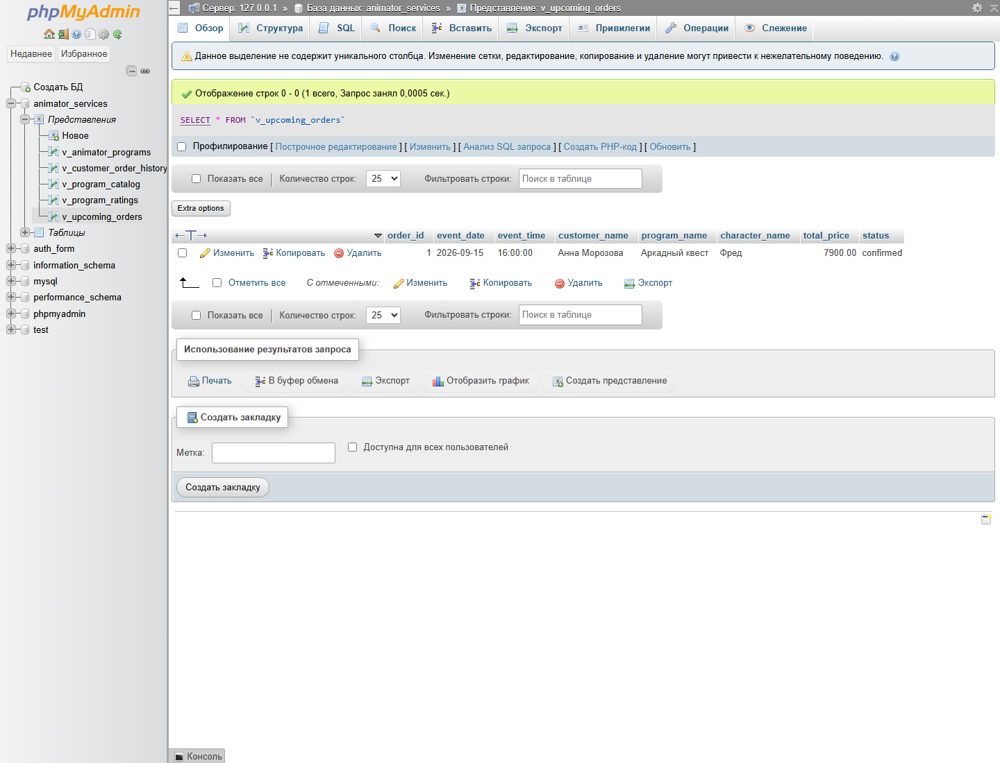 phpMyAdmin
Недавнее Избранное
Создать БД
animator_services
Представления
Новое
v_animator_programs
v_customer_order_history
v_program_catalog
v_program_ratings
v_upcoming_orders
Таблицы
auth_form
information_schema
mysql
performance_schema
phpmyadmin
test
Сервер: 127.0.0.1 » База данных: animator_services » Представление: v_upcoming_orders
Обзор Структура SQL Поиск Вставить Экспорт Привилегии Операции Слежение
Данное выделение не содержит уникального столбца. Изменение сетки, редактирование, копирование и удаление могут привести к нежелательному поведению.
Отображение строк 0 - 0 (1 всего, Запрос занял 0,0005 сек.)
SELECT * FROM `v_upcoming_orders`
Профилирование [ Построчное редактирование ] [ Изменить ] [ Анализ SQL запроса ] [ Создать PHP-код ] [ Обновить ]
Показать все Количество строк: 25 Фильтровать строки: Поиск в таблице
Extra options
←T→ order_id event_date event_time customer_name program_name character_name total_price status
Изменить Копировать Удалить 1 2026-09-15 16:00:00 Анна Морозова Аркадный квест Фред 7900.00 confirmed
Отметить все С отмеченными: Изменить Копировать Удалить Экспорт
Показать все Количество строк: 25 Фильтровать строки: Поиск в таблице
Использование результатов запроса
Печать В буфер обмена Экспорт Отобразить график Создать представление
Создать закладку
Метка: Доступна для всех пользователей
Создать закладку
Консоль